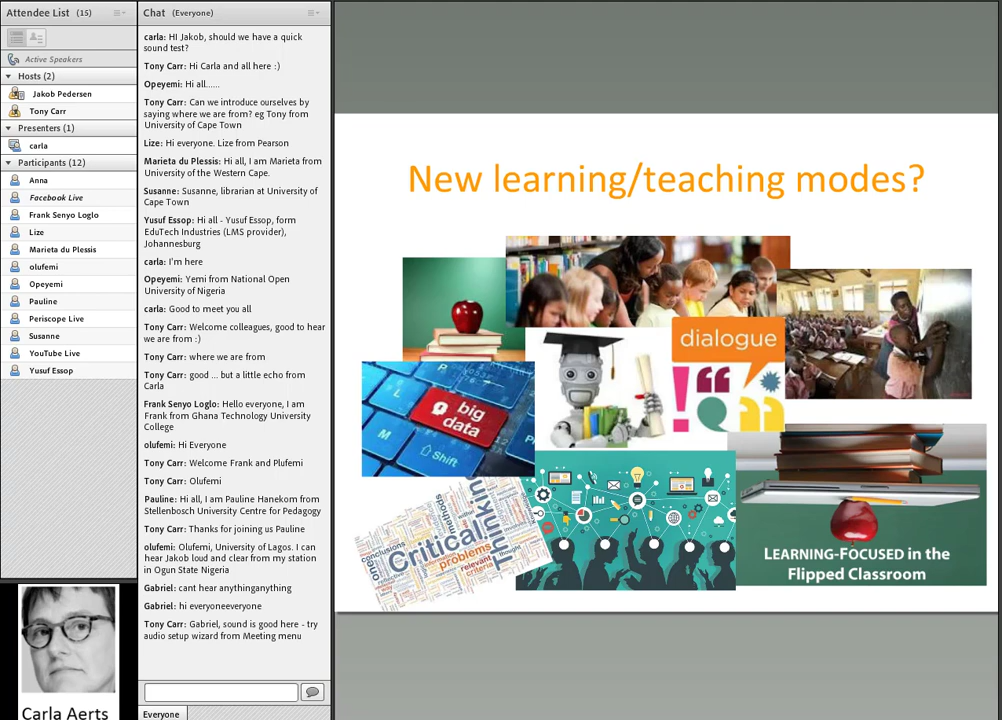 Attendee List (15)
Active Speakers
Hosts (2)
Jakob Pedersen
Tony Carr
Presenters (1)
carla
Participants (12)
Anna
Facebook Live
Frank Senyo Loglo
Lize
Marieta du Plessis
olufemi
Opeyemi
Pauline
Periscope Live
Susanne
YouTube Live
Yusuf Essop
Carla Aerts
Chat (Everyone)
carla: HI Jakob, should we have a quick
sound test?
Tony Carr: Hi Carla and all here :)
Opeyemi: Hi all......
Tony Carr: Can we introduce ourselves by
saying where we are from? eg Tony from
University of Cape Town
Lize: Hi everyone. Lize from Pearson
Marieta du Plessis: Hi all, I am Marieta from
University of the Western Cape.
Susanne: Susanne, librarian at University of
Cape Town
Yusuf Essop: Hi all - Yusuf Essop, form
EduTech Industries (LMS provider),
Johannesburg
carla: I'm here
Opeyemi: Yemi from National Open
University of Nigeria
carla: Good to meet you all
Tony Carr: Welcome colleagues, good to hear
we are from :)
Tony Carr: where we are from
Tony Carr: good ... but a little echo from
Carla
Frank Senyo Loglo: Hello everyone, I am
Frank from Ghana Technology University
College
olufemi: Hi Everyone
Tony Carr: Welcome Frank and Plufemi
Tony Carr: Olufemi
Pauline: Hi all, I am Pauline Hanekom from
Stellenbosch University Centre for Pedagogy
Tony Carr: Thanks for joining us Pauline
olufemi: Olufemi, University of Lagos. I can
hear Jakob loud and clear from my station
in Ogun State Nigeria
Gabriel: cant hear anythinganything
Gabriel: hi everyoneeveryone
Tony Carr: Gabriel, sound is good here - try
audio setup wizard from Meeting menu
Everyone
New learning/teaching modes?
dialogue
L
P
big
data
M
Shift
Critical
thinking
methods
conclusions
problems
relevant
criteria
thought
LEARNING-FOCUSED in the
Flipped Classroom